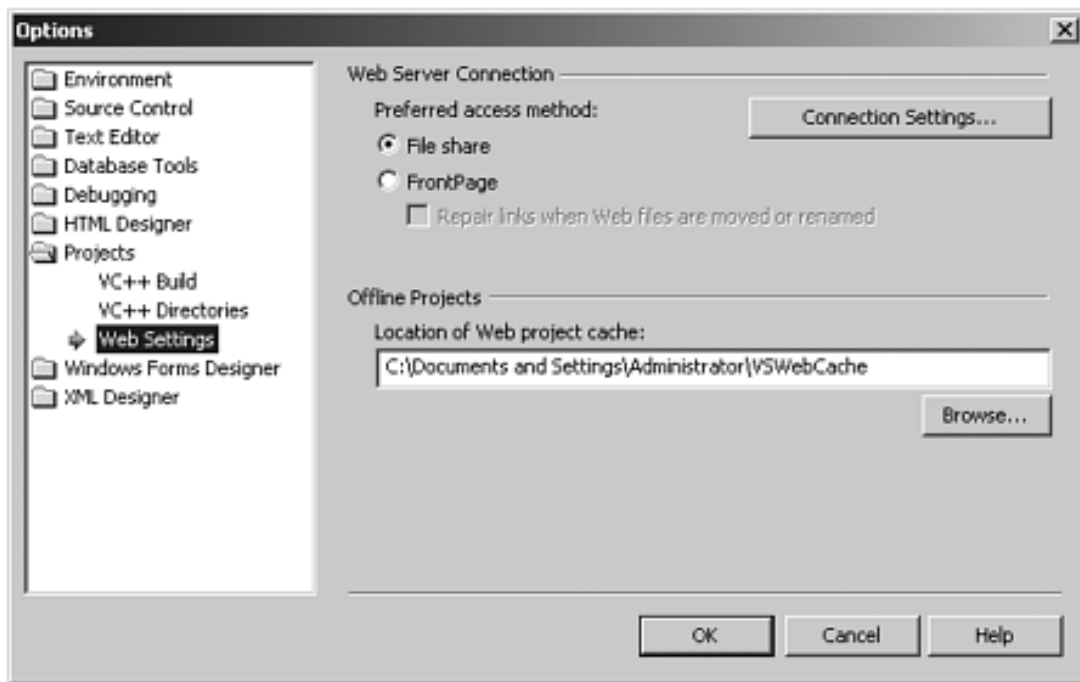 Options
Environment
Source Control
Text Editor
Database Tools
Debugging
HTML Designer
Projects
VC++ Build
VC++ Directories
Web Settings
Windows Forms Designer
XML Designer
Web Server Connection
Preferred access method:
Connection Settings...
File share
FrontPage
Repair links when Web files are moved or renamed
Offline Projects
Location of Web project cache:
C:\Documents and Settings\Administrator\VSWebCache
Browse...
OK
Cancel
Help